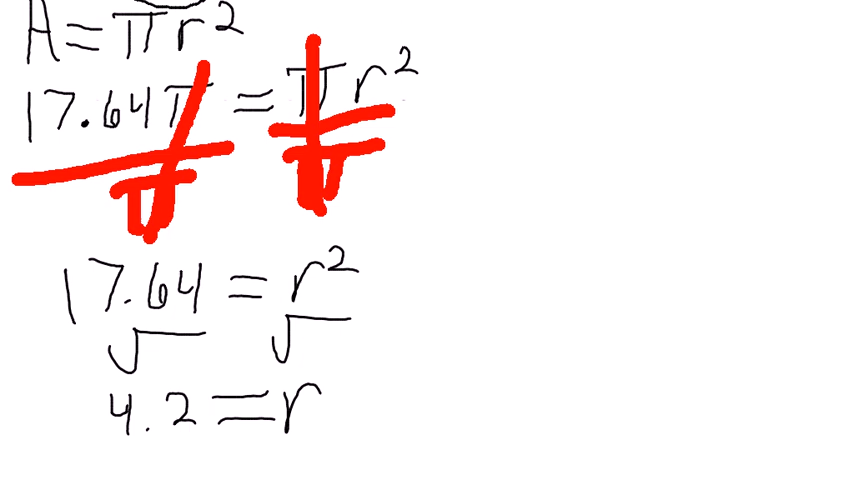 A = πr²
17.64π = πr²
π π
17.64 = r²
√ √
4.2 = r